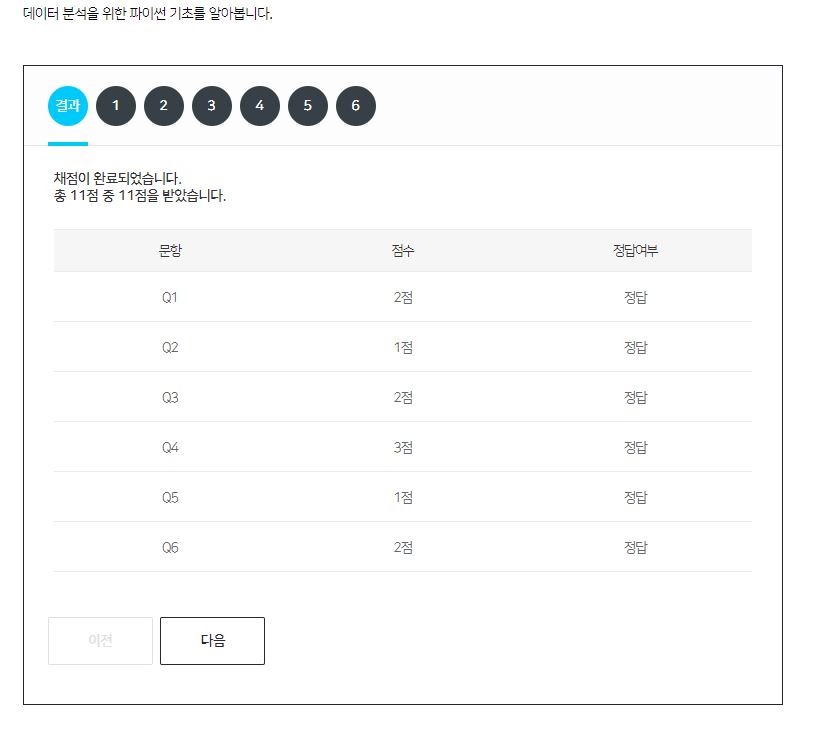 데이터 분석을 위한 파이썬 기초를 알아봅니다.
결과 1 2 3 4 5 6
채점이 완료되었습니다.
총 11점 중 11점을 받았습니다.
문항 점수 정답여부
Q1 2점 정답
Q2 1점 정답
Q3 2점 정답
Q4 3점 정답
Q5 1점 정답
Q6 2점 정답
이전 다음